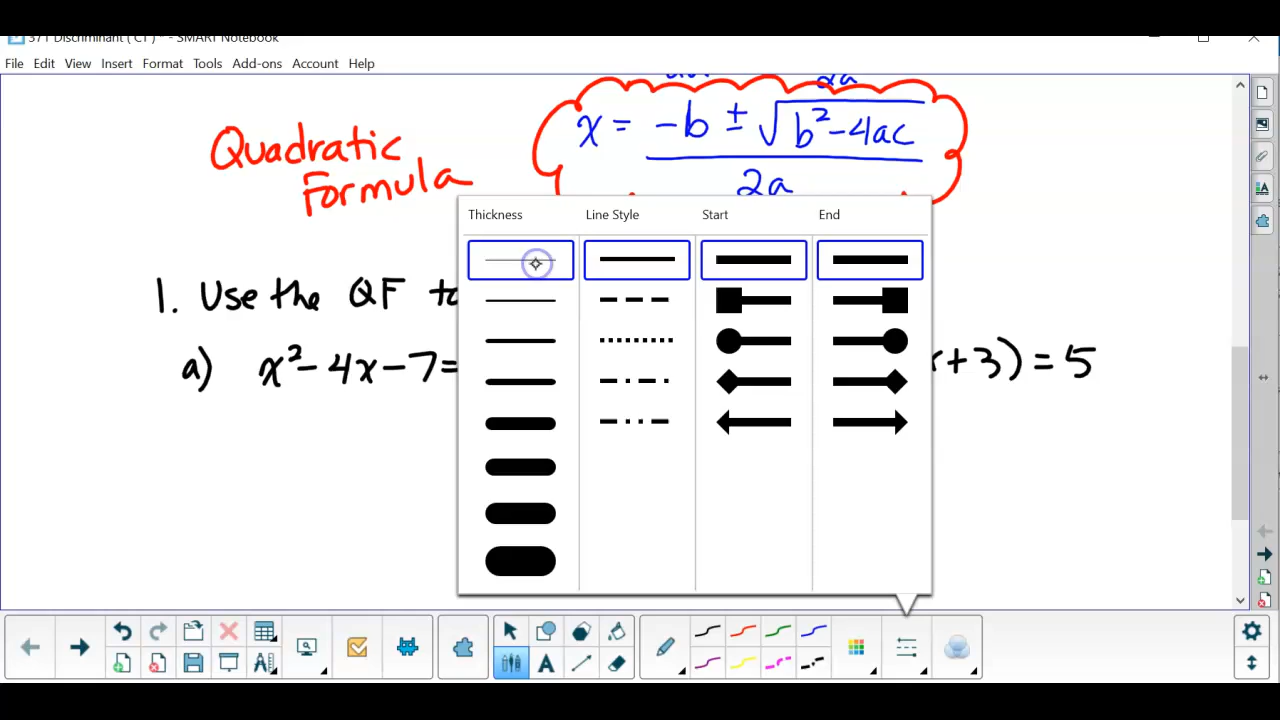 371 Discriminant ( CT ) * - SMART Notebook
File Edit View Insert Format Tools Add-ons Account Help
2a
Quadratic
Formula
x = -b ± √b²-4ac
2a
Thickness Line Style Start End
1. Use the QF to
a) x²-4x-7= x+3)=5